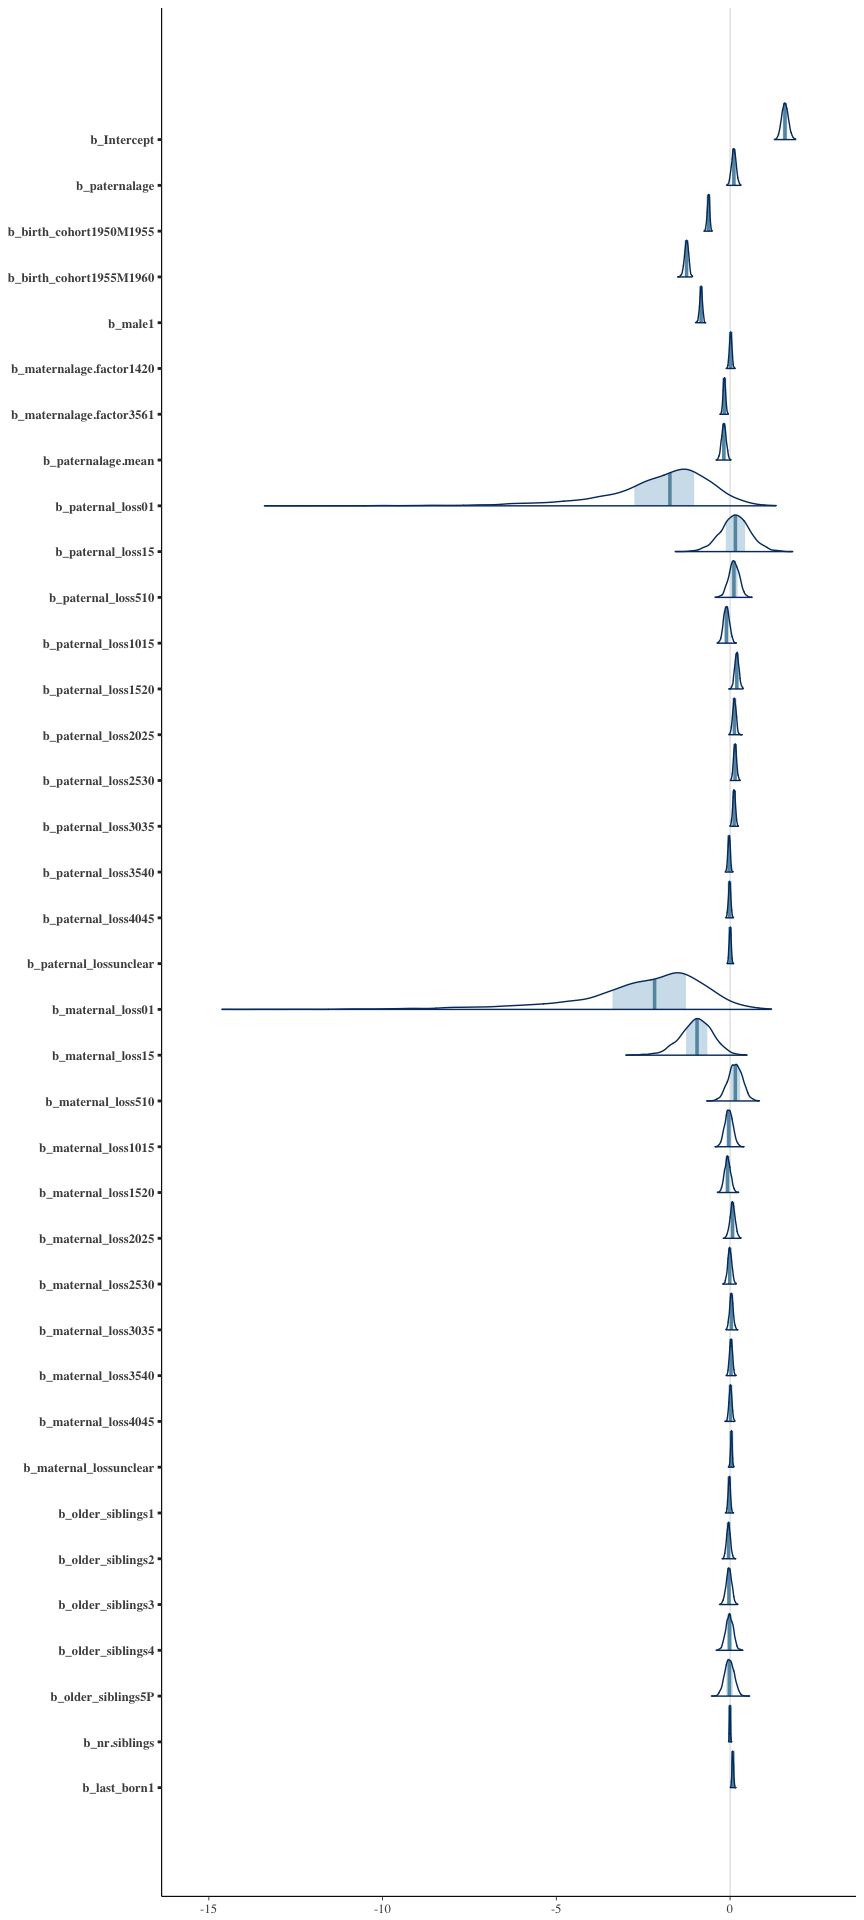 b_Intercept
b_paternalage
b_birth_cohort1950M1955
b_birth_cohort1955M1960
b_male1
b_maternalage.factor1420
b_maternalage.factor3561
b_paternalage.mean
b_paternal_loss01
b_paternal_loss15
b_paternal_loss510
b_paternal_loss1015
b_paternal_loss1520
b_paternal_loss2025
b_paternal_loss2530
b_paternal_loss3035
b_paternal_loss3540
b_paternal_loss4045
b_paternal_lossunclear
b_maternal_loss01
b_maternal_loss15
b_maternal_loss510
b_maternal_loss1015
b_maternal_loss1520
b_maternal_loss2025
b_maternal_loss2530
b_maternal_loss3035
b_maternal_loss3540
b_maternal_loss4045
b_maternal_lossunclear
b_older_siblings1
b_older_siblings2
b_older_siblings3
b_older_siblings4
b_older_siblings5P
b_nr.siblings
b_last_born1
-15 -10 -5 0